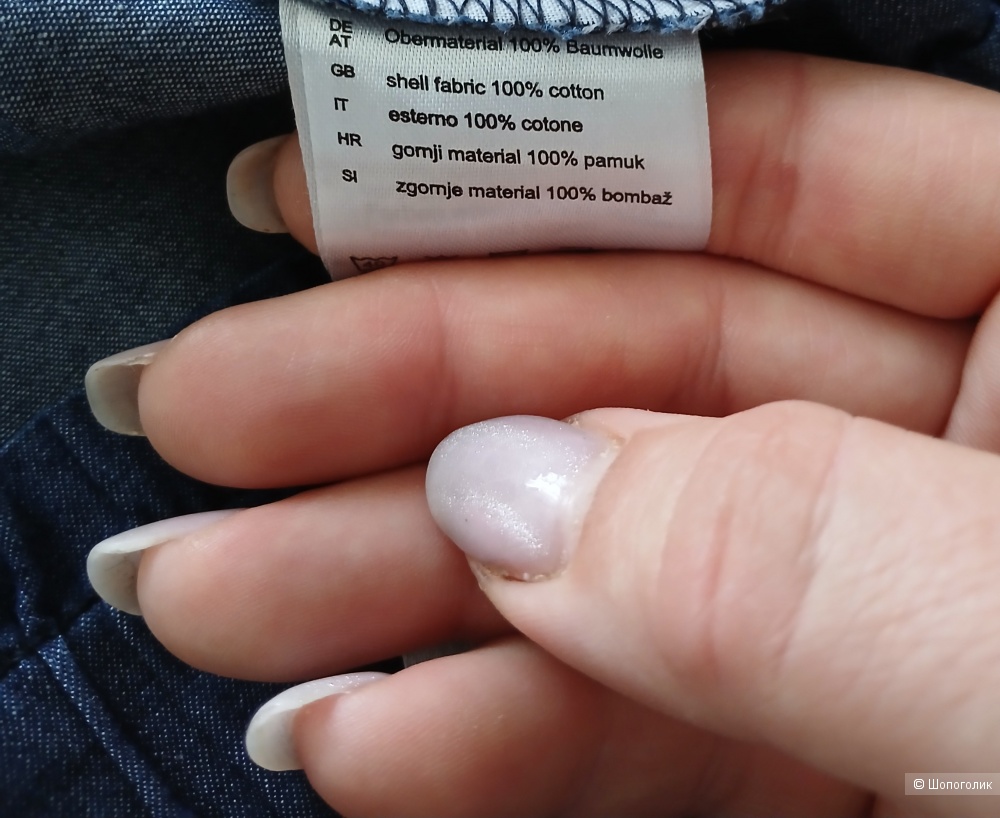 DE
AT Obermaterial 100% Baumwolle
GB shell fabric 100% cotton
IT esterno 100% cotone
HR gornji material 100% pamuk
SI zgornje material 100% bombaž
© Шопоголик